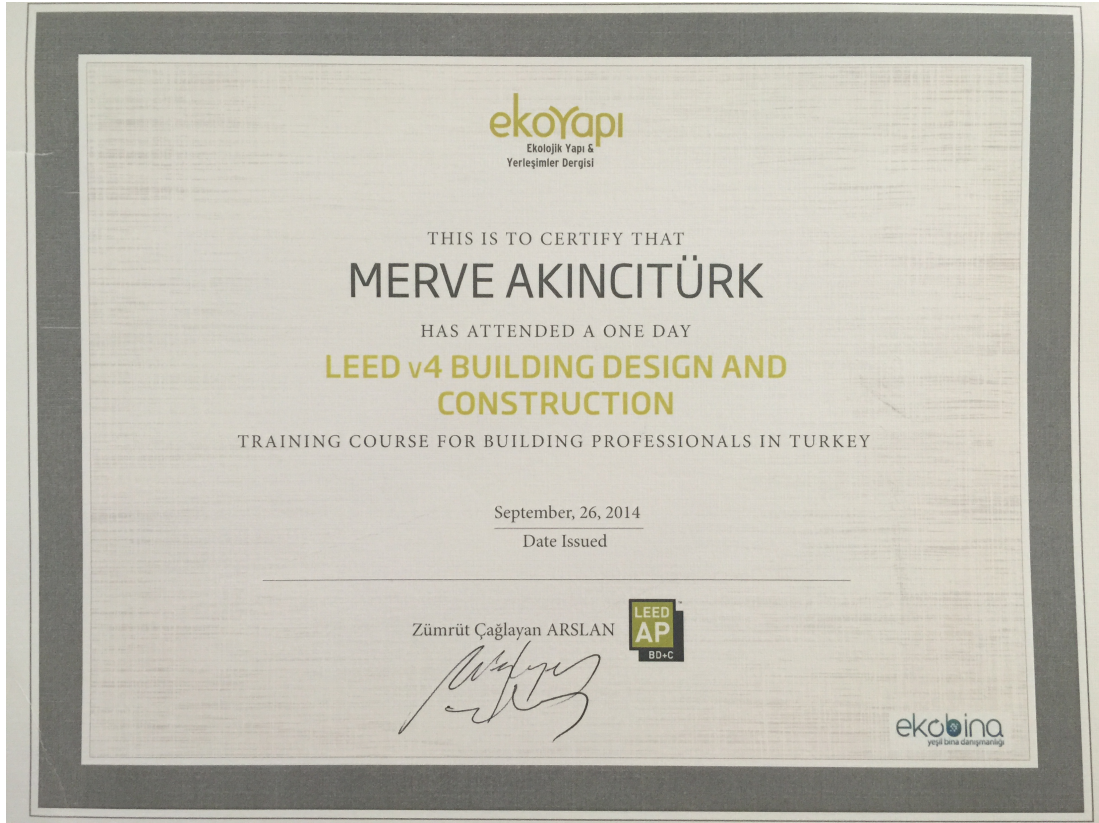 ekoYapı
Ekolojik Yapı &
Yerleşimler Dergisi
THIS IS TO CERTIFY THAT
MERVE AKINCITÜRK
HAS ATTENDED A ONE DAY
LEED v4 BUILDING DESIGN AND
CONSTRUCTION
TRAINING COURSE FOR BUILDING PROFESSIONALS IN TURKEY
September, 26, 2014
Date Issued
Zümrüt Çağlayan ARSLAN
LEED
AP
BD+C
ekobina
yeşil bina danışmanlığı